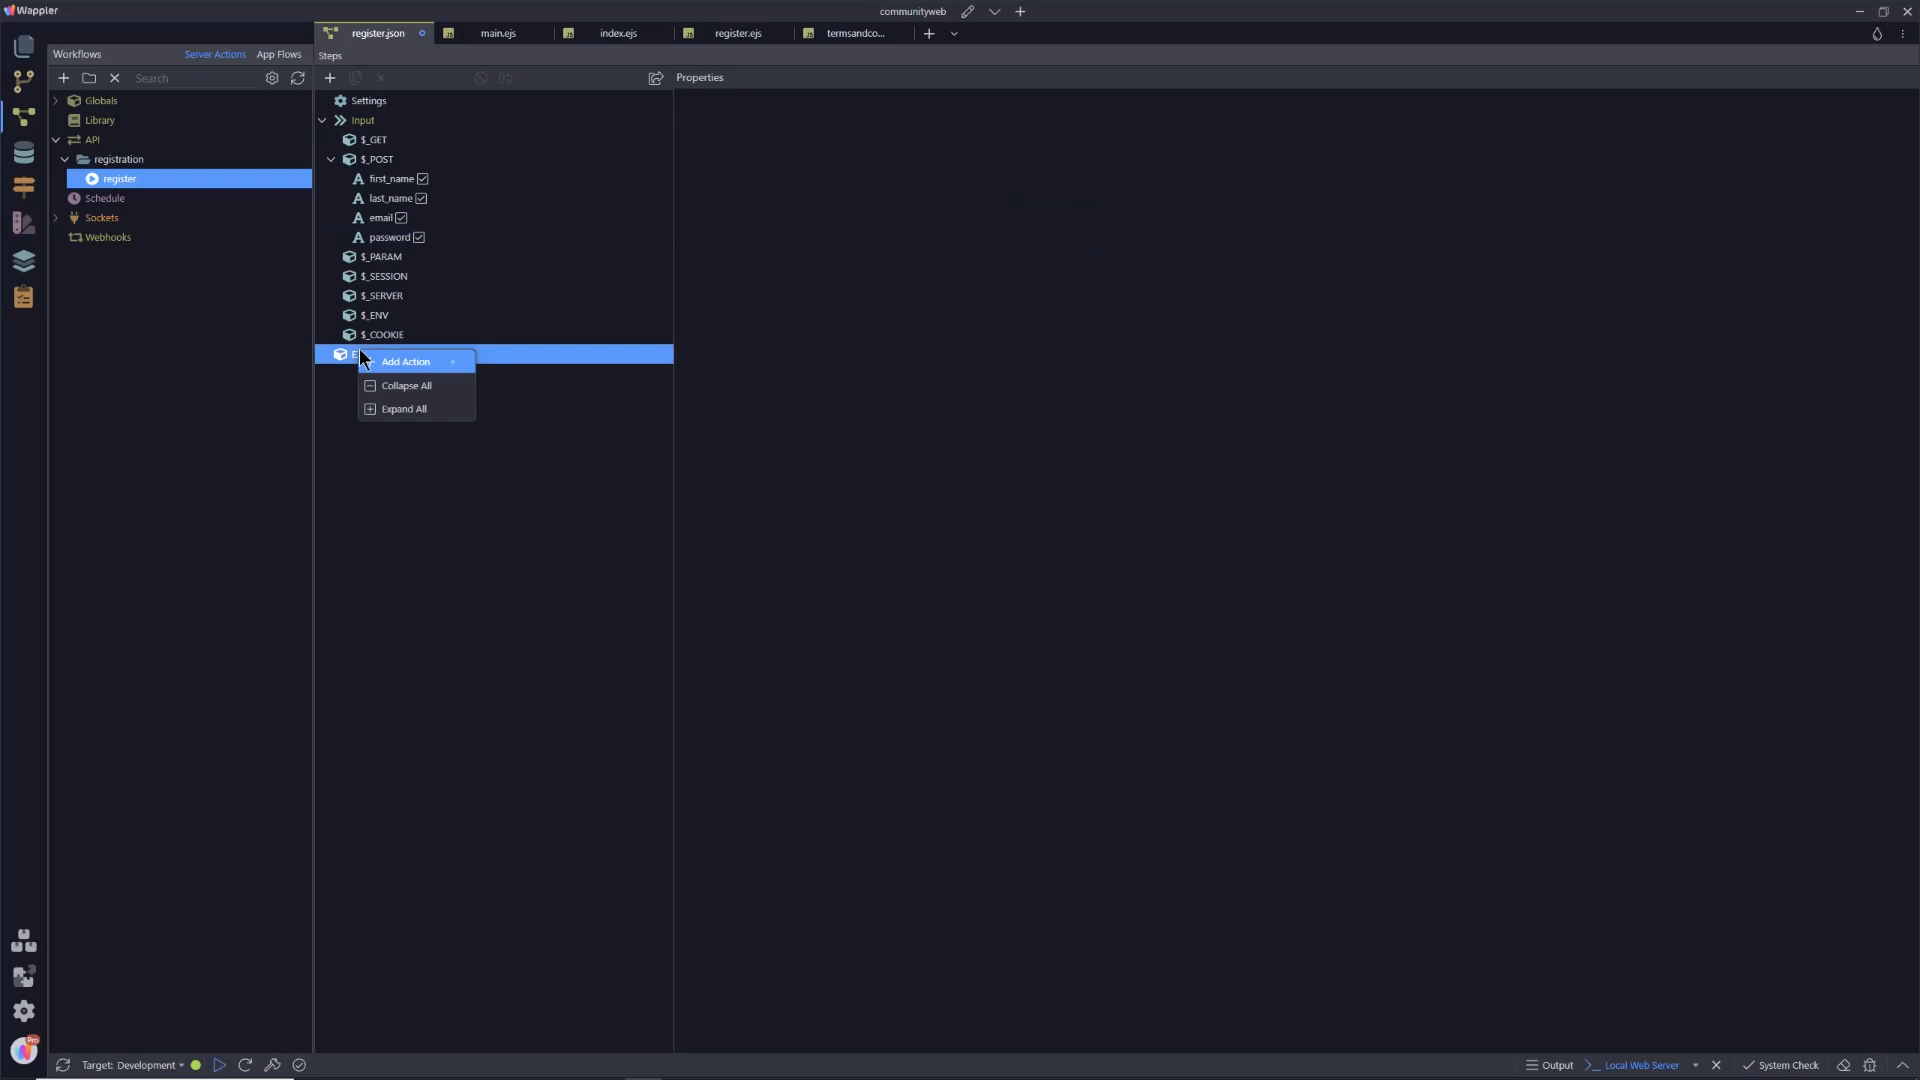 Wappler
communityweb
register.json
main.ejs
index.ejs
register.ejs
termsandco...
Workflows
Server Actions
App Flows
Steps
Search
Properties
Globals
Library
API
registration
register
Schedule
Sockets
Webhooks
Settings
Input
$_GET
$_POST
first_name
last_name
email
password
$_PARAM
$_SESSION
$_SERVER
$_ENV
$_COOKIE
Add Action
Collapse All
Expand All
Pro
Target: Development
Output
Local Web Server
System Check